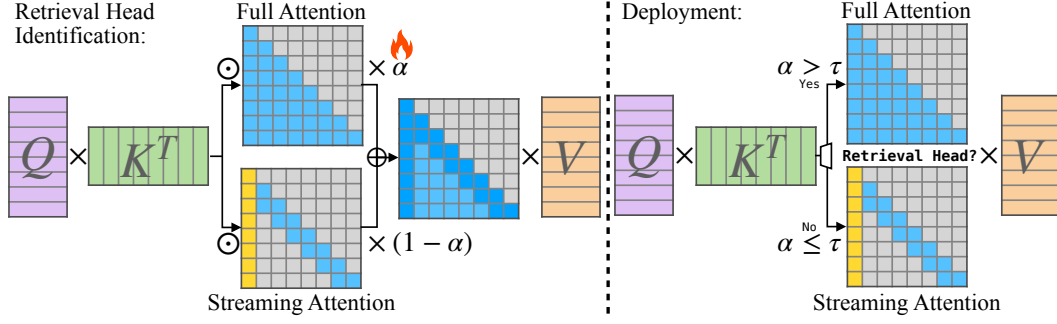 Retrieval Head
Identification:
Full Attention
⊙
× α
Q × K^T
⊕
× V
⊙
× (1 − α)
Streaming Attention
Deployment:
Full Attention
α > τ
Yes
Q × K^T
Retrieval Head?
× V
No
α ≤ τ
Streaming Attention